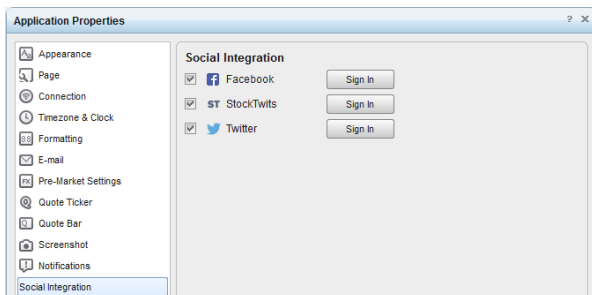 Application Properties
? X
Appearance
Page
Connection
Timezone & Clock
Formatting
E-mail
Pre-Market Settings
Quote Ticker
Quote Bar
Screenshot
Notifications
Social Integration
Social Integration
Facebook
Sign In
ST StockTwits
Sign In
Twitter
Sign In